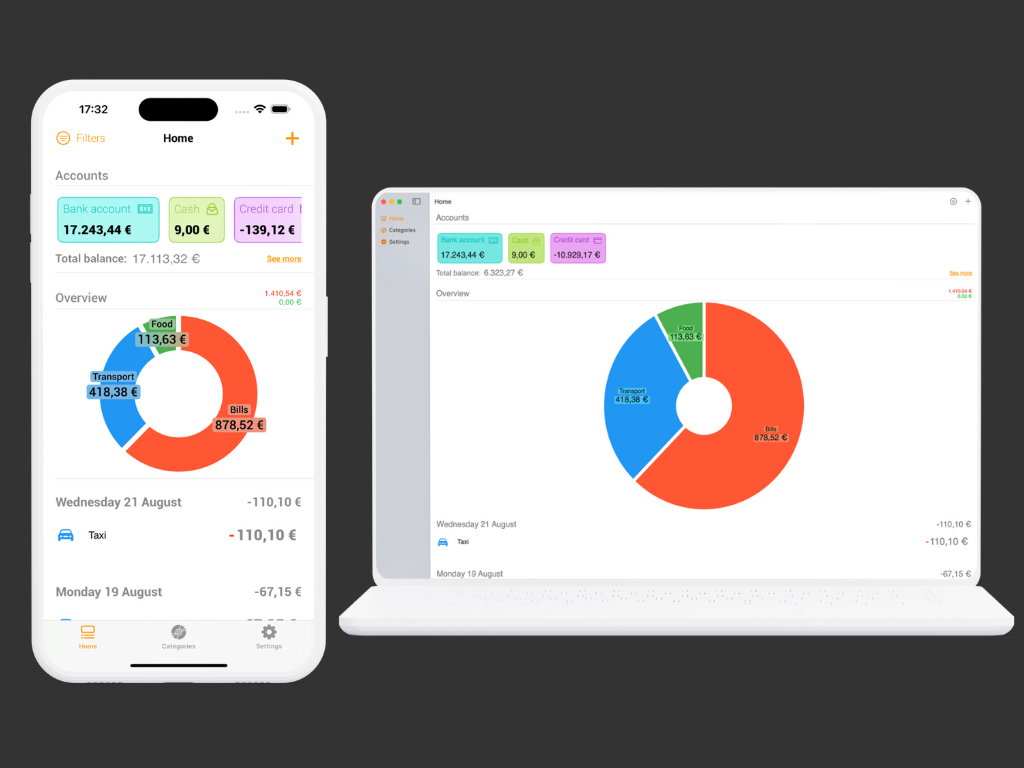 17:32
Filters
Home
Accounts
Bank account
Cash
Credit card
17.243,44 €
9,00 €
-139,12 €
Total balance: 17.113,32 €
See more
Overview
1.410,54 €
0,00 €
Food
113,63 €
Transport
418,38 €
Bills
878,52 €
Wednesday 21 August
-110,10 €
Taxi
-110,10 €
Monday 19 August
-67,15 €
Home
Categories
Settings
Home
Home
Categories
Settings
Accounts
Bank account
Cash
Credit card
17.243,44 €
9,00 €
-10.929,17 €
Total balance: 6.323,27 €
See more
Overview
1.410,54 €
0,00 €
Food
113,63 €
Transport
418,38 €
Bills
878,52 €
Wednesday 21 August
-110,10 €
Taxi
-110,10 €
Monday 19 August
-67,15 €